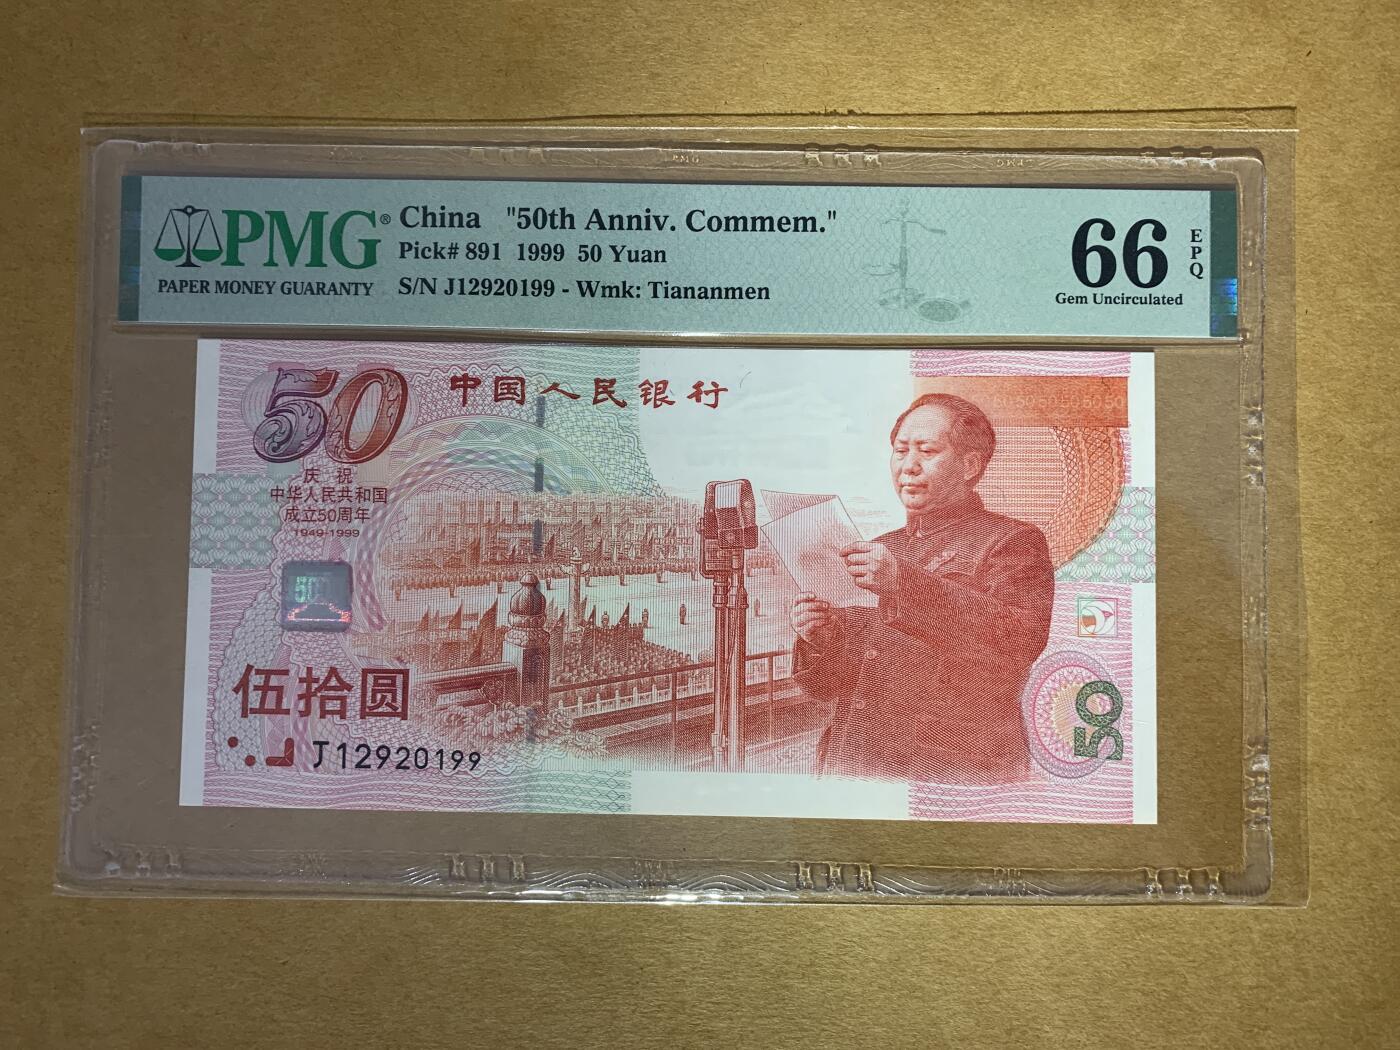 PMG® China "50th Anniv. Commem."
Pick# 891 1999 50 Yuan
PAPER MONEY GUARANTY S/N J12920199 - Wmk: Tiananmen
66 EPQ
Gem Uncirculated
50 中国人民银行
庆祝
中华人民共和国
成立50周年
1949-1999
伍拾圆
J12920199
50